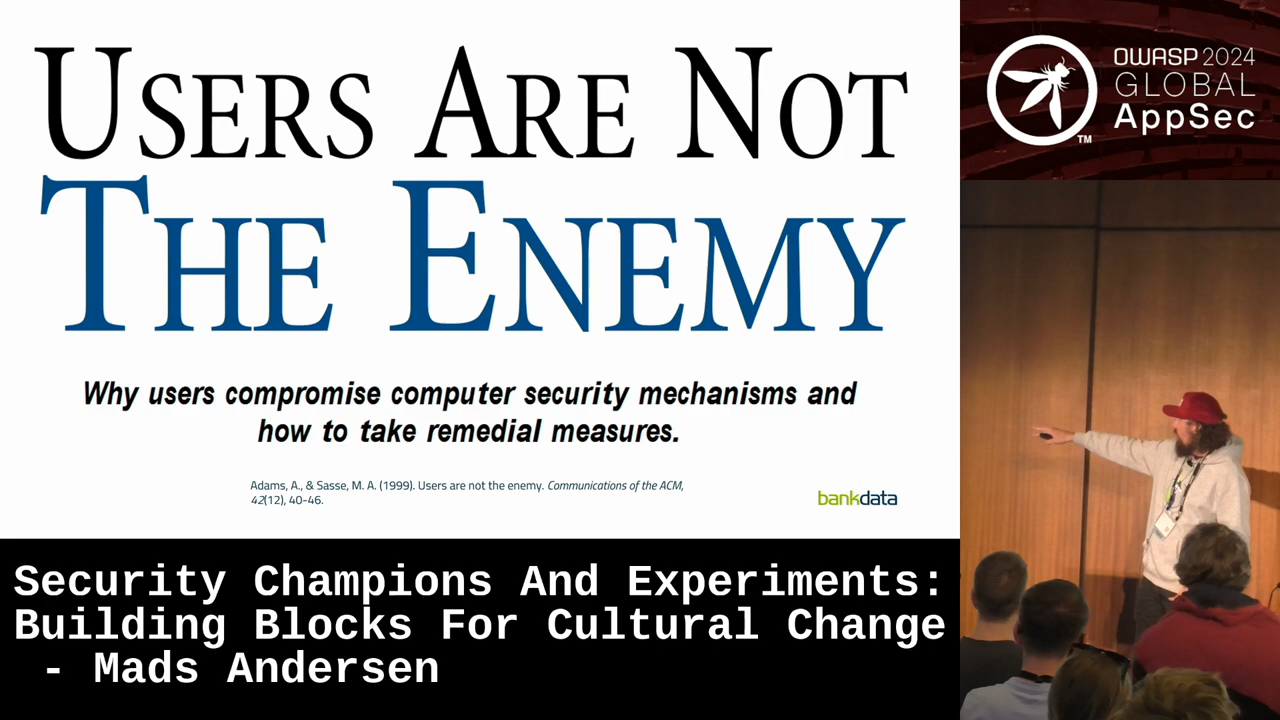 USERS ARE NOT
THE ENEMY
Why users compromise computer security mechanisms and
how to take remedial measures.
Adams, A., & Sasse, M. A. (1999). Users are not the enemy. Communications of the ACM,
42(12), 40-46.
bankdata
Security Champions And Experiments:
Building Blocks For Cultural Change
- Mads Andersen
OWASP 2024
GLOBAL
AppSec
TM